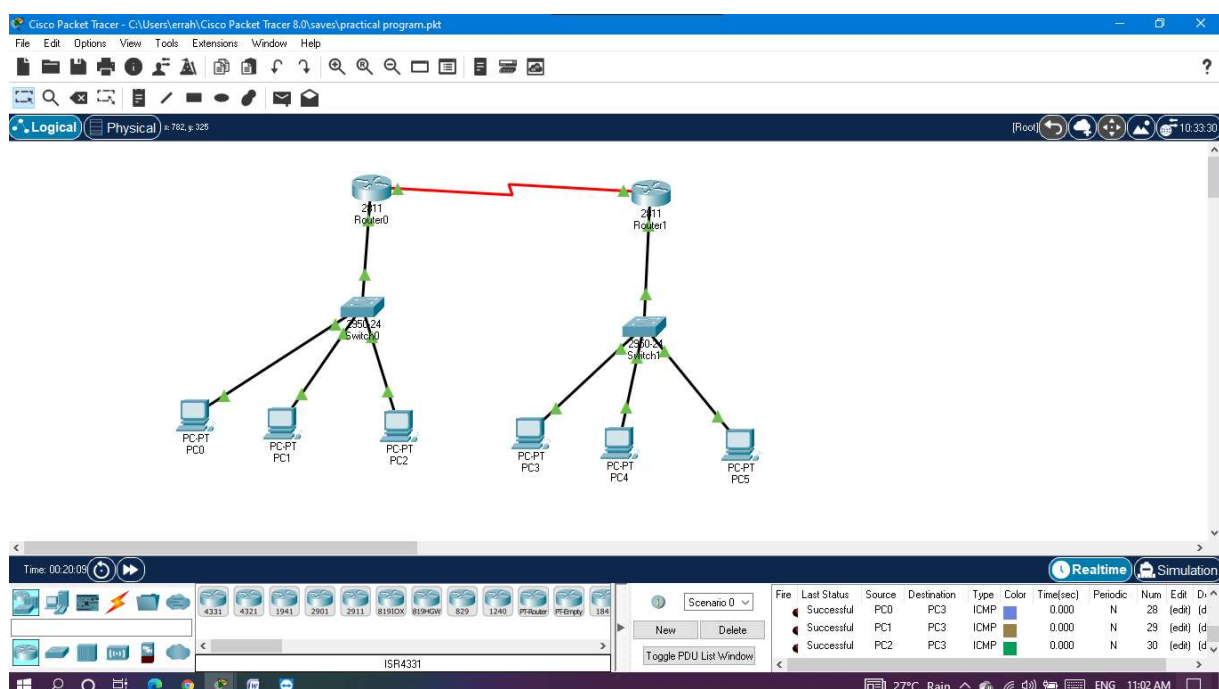 Cisco Packet Tracer - C:\Users\errah\Cisco Packet Tracer 8.0\saves\practical program.pkt
File Edit Options View Tools Extensions Window Help
?
Logical Physical x: 782, y: 325 [Root] 10:33:30
2811
Router0
2811
Router1
2950-24
Switch0
2950-24
Switch1
PC-PT
PC0
PC-PT
PC1
PC-PT
PC2
PC-PT
PC3
PC-PT
PC4
PC-PT
PC5
Time: 00:20:09 Realtime Simulation
4331 4321 1941 2901 2911 819IOX 819HGW 829 1240 PT-Router PT-Empty 184
ISR4331
Scenario 0
New Delete
Toggle PDU List Window
Fire Last Status Source Destination Type Color Time(sec) Periodic Num Edit
Successful PC0 PC3 ICMP 0.000 N 28 (edit) (d
Successful PC1 PC3 ICMP 0.000 N 29 (edit) (d
Successful PC2 PC3 ICMP 0.000 N 30 (edit) (d
27°C Rain ENG 11:02 AM